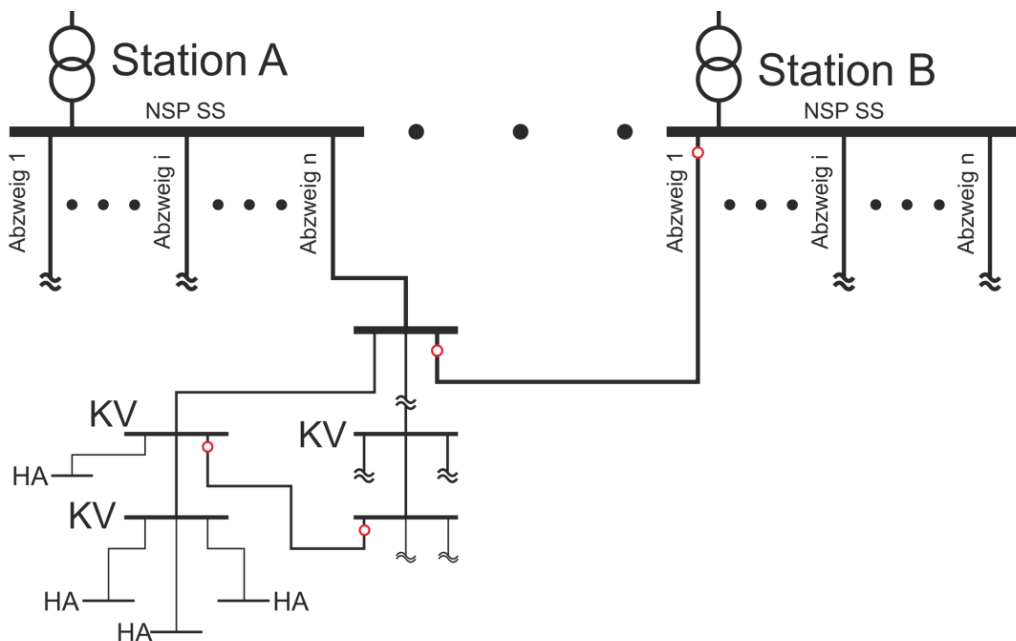 Station A
Station B
NSP SS
NSP SS
Abzweig 1
Abzweig i
Abzweig n
Abzweig 1
Abzweig i
Abzweig n
KV
KV
HA
KV
HA
HA
HA